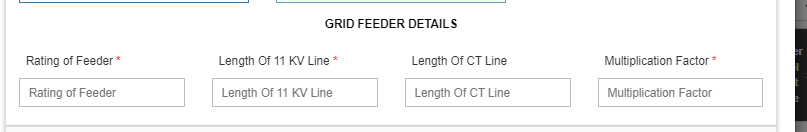 GRID FEEDER DETAILS
Rating of Feeder * Length Of 11 KV Line * Length Of CT Line Multiplication Factor *
Rating of Feeder Length Of 11 KV Line Length Of CT Line Multiplication Factor